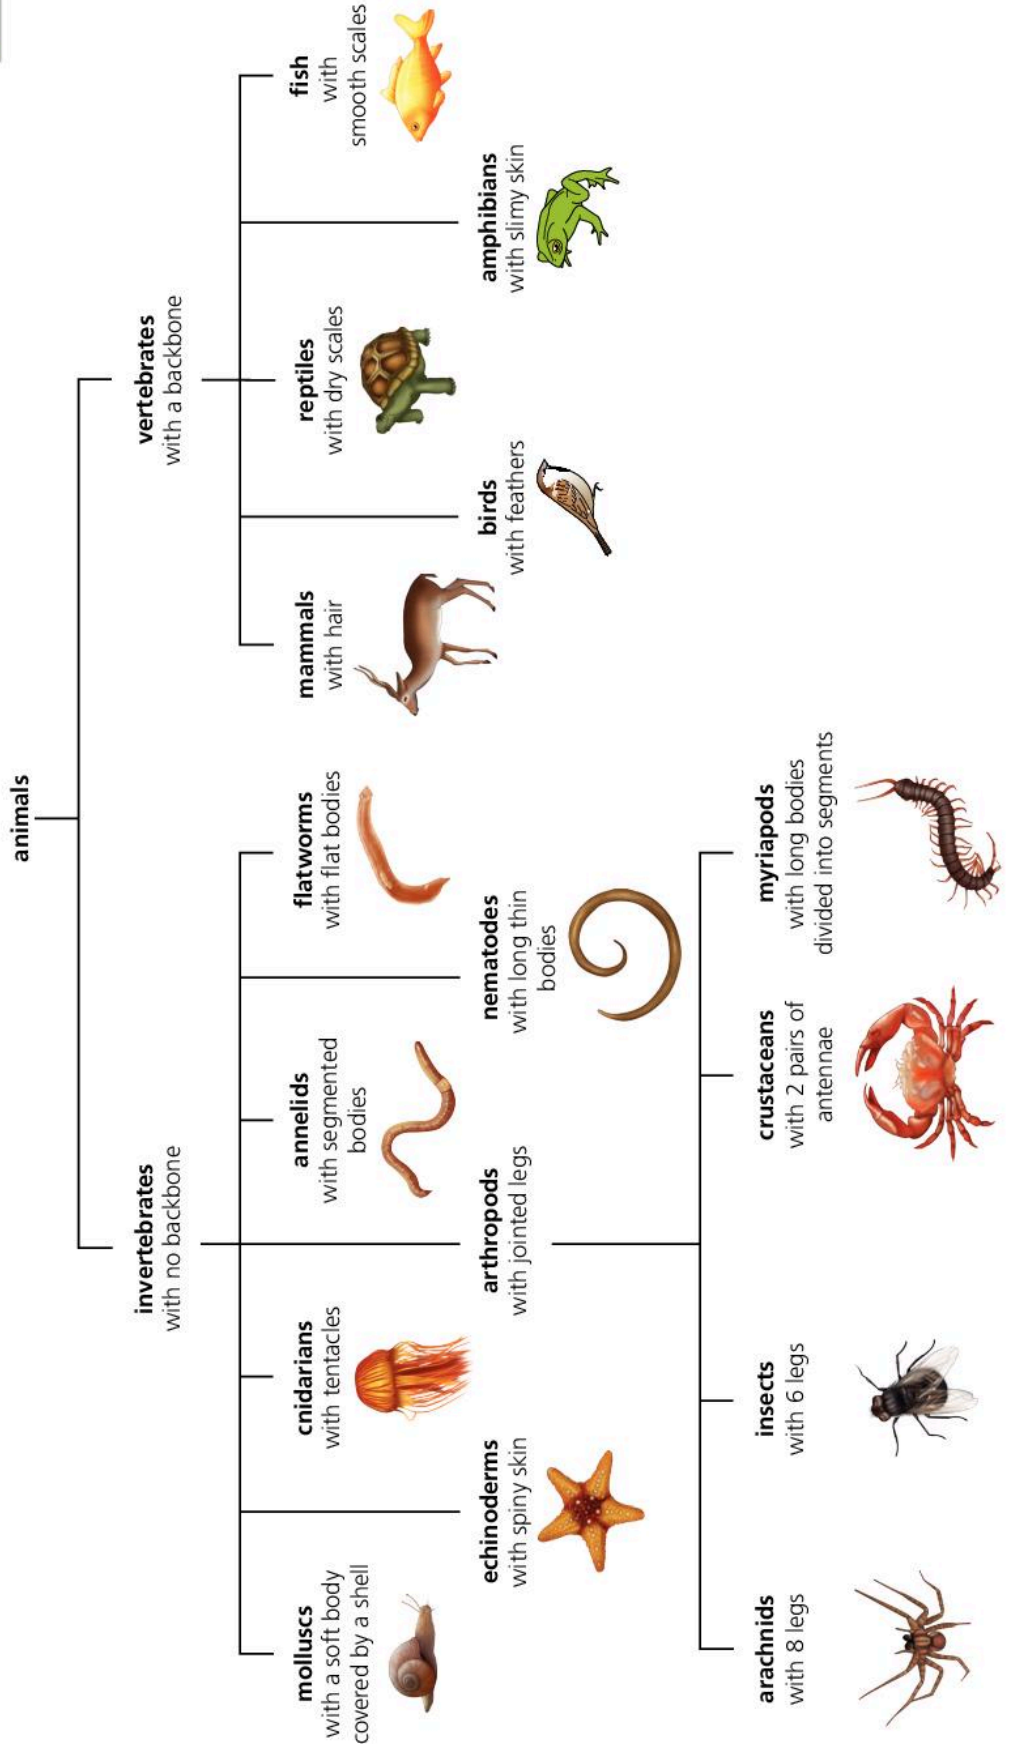 animals
invertebrates
with no backbone
vertebrates
with a backbone
molluscs
with a soft body
covered by a shell
echinoderms
with spiny skin
cnidarians
with tentacles
arthropods
with jointed legs
annelids
with segmented
bodies
nematodes
with long thin
bodies
flatworms
with flat bodies
mammals
with hair
birds
with feathers
reptiles
with dry scales
amphibians
with slimy skin
fish
with
smooth scales
arachnids
with 8 legs
insects
with 6 legs
crustaceans
with 2 pairs of
antennae
myriapods
with long bodies
divided into segments